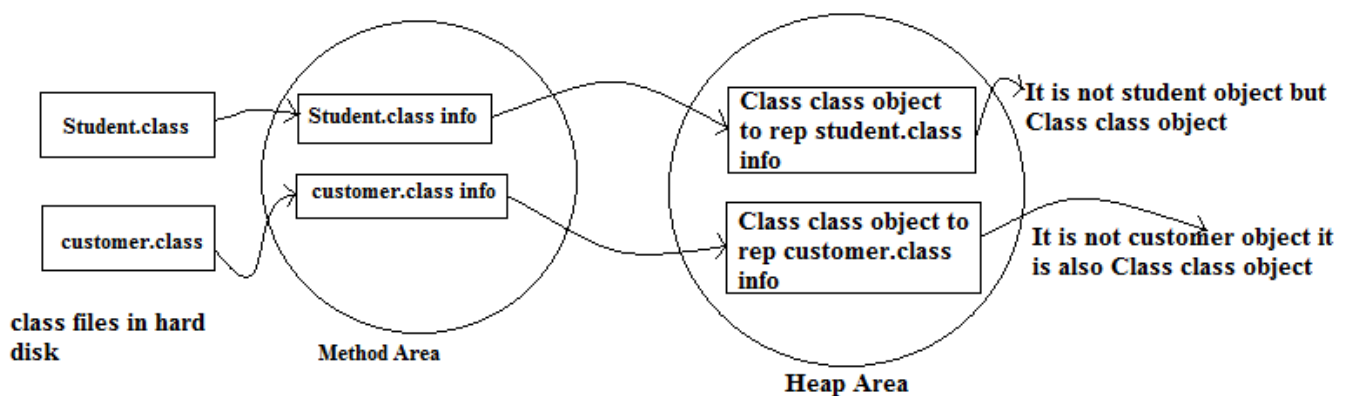 Student.class
Student.class info
Class class object
to rep student.class
info
It is not student object but
Class class object
customer.class
customer.class info
Class class object to
rep customer.class
info
It is not customer object it
is also Class class object
class files in hard
disk
Method Area
Heap Area